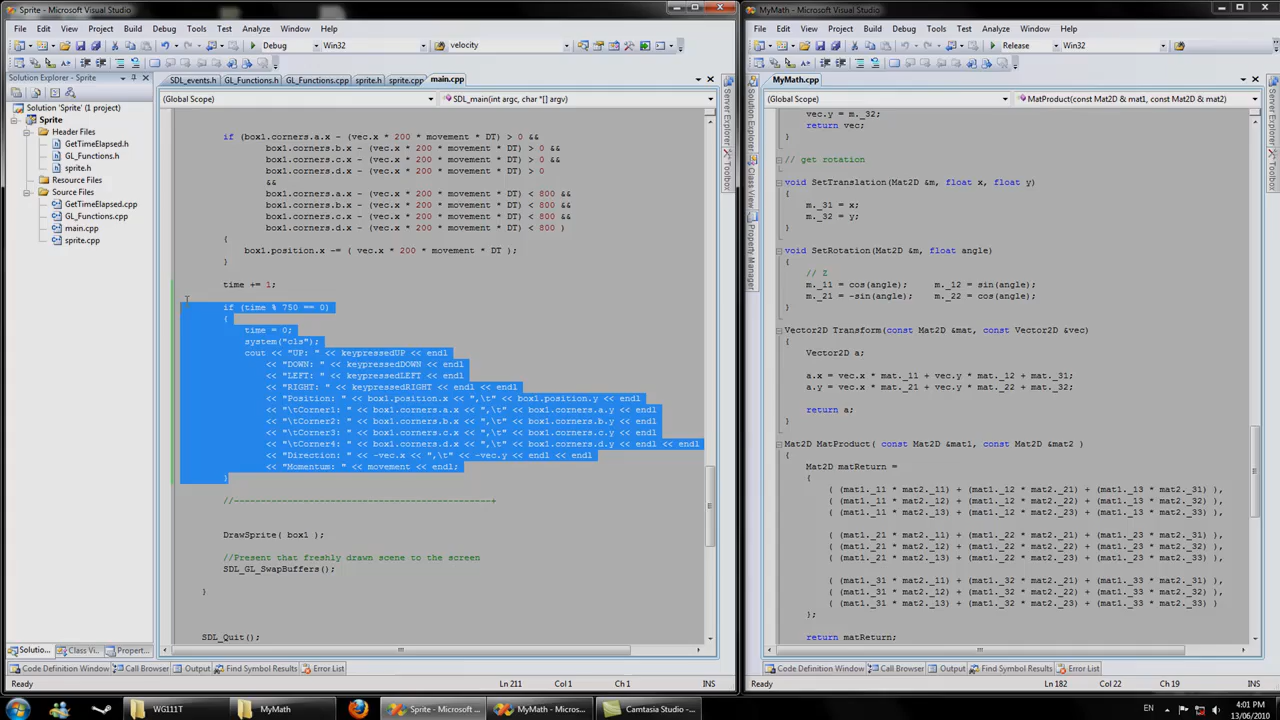 Sprite - Microsoft Visual Studio
File Edit View Project Build Debug Tools Test Analyze Window Help
Debug Win32 velocity
Solution Explorer - Sprite
Solution 'Sprite' (1 project)
Sprite
Header Files
GetTimeElapsed.h
GL_Functions.h
sprite.h
Resource Files
Source Files
GetTimeElapsed.cpp
GL_Functions.cpp
main.cpp
sprite.cpp
Solutio... Class Vi... Propert...
SDL_events.h GL_Functions.h GL_Functions.cpp sprite.h sprite.cpp main.cpp
(Global Scope) SDL_main(int argc, char *[] argv)
if (box1.corners.a.x - (vec.x * 200 * movement * DT) > 0 &&
box1.corners.b.x - (vec.x * 200 * movement * DT) > 0 &&
box1.corners.c.x - (vec.x * 200 * movement * DT) > 0 &&
box1.corners.d.x - (vec.x * 200 * movement * DT) > 0
&&
box1.corners.a.x - (vec.x * 200 * movement * DT) < 800 &&
box1.corners.b.x - (vec.x * 200 * movement * DT) < 800 &&
box1.corners.c.x - (vec.x * 200 * movement * DT) < 800 &&
box1.corners.d.x - (vec.x * 200 * movement * DT) < 800 )
{
box1.position.x -= ( vec.x * 200 * movement * DT );
}
time += 1;
if (time % 750 == 0)
{
time = 0;
system("cls");
cout << "UP: " << keypressedUP << endl
<< "DOWN: " << keypressedDOWN << endl
<< "LEFT: " << keypressedLEFT << endl
<< "RIGHT: " << keypressedRIGHT << endl << endl
<< "Position: " << box1.position.x << ",\t" << box1.position.y << endl
<< "\tCorner1: " << box1.corners.a.x << ",\t" << box1.corners.a.y << endl
<< "\tCorner2: " << box1.corners.b.x << ",\t" << box1.corners.b.y << endl
<< "\tCorner3: " << box1.corners.c.x << ",\t" << box1.corners.c.y << endl
<< "\tCorner4: " << box1.corners.d.x << ",\t" << box1.corners.d.y << endl << endl
<< "Direction: " << -vec.x << ",\t" << -vec.y << endl << endl
<< "Momentum: " << movement << endl;
}
//------------------------------------------------+
DrawSprite( box1 );
//Present that freshly drawn scene to the screen
SDL_GL_SwapBuffers();
}
SDL_Quit();
Server Explorer
Toolbox
Code Definition Window Call Browser Output Find Symbol Results Error List
Ready Ln 211 Col 1 Ch 1 INS
MyMath - Microsoft Visual Studio
File Edit View Project Build Debug Tools Test Analyze Window Help
Release Win32
Solution Explorer
Class View
Property Manager
MyMath.cpp
(Global Scope) MatProduct(const Mat2D & mat1, const Mat2D & mat2)
vec.y = m._32;
return vec;
}
// get rotation
void SetTranslation(Mat2D &m, float x, float y)
{
m._31 = x;
m._32 = y;
}
void SetRotation(Mat2D &m, float angle)
{
// Z
m._11 = cos(angle); m._12 = sin(angle);
m._21 = -sin(angle); m._22 = cos(angle);
}
Vector2D Transform(const Mat2D &mat, const Vector2D &vec)
{
Vector2D a;
a.x = vec.x * mat._11 + vec.y * mat._12 + mat._31;
a.y = vec.x * mat._21 + vec.y * mat._22 + mat._32;
return a;
}
Mat2D MatProduct( const Mat2D &mat1, const Mat2D &mat2 )
{
Mat2D matReturn =
{
( (mat1._11 * mat2._11) + (mat1._12 * mat2._21) + (mat1._13 * mat2._31) ),
( (mat1._11 * mat2._12) + (mat1._12 * mat2._22) + (mat1._13 * mat2._32) ),
( (mat1._11 * mat2._13) + (mat1._12 * mat2._23) + (mat1._13 * mat2._33) ),
( (mat1._21 * mat2._11) + (mat1._22 * mat2._21) + (mat1._23 * mat2._31) ),
( (mat1._21 * mat2._12) + (mat1._22 * mat2._22) + (mat1._23 * mat2._32) ),
( (mat1._21 * mat2._13) + (mat1._22 * mat2._23) + (mat1._23 * mat2._33) ),
( (mat1._31 * mat2._11) + (mat1._32 * mat2._21) + (mat1._33 * mat2._31) ),
( (mat1._31 * mat2._12) + (mat1._32 * mat2._22) + (mat1._33 * mat2._32) ),
( (mat1._31 * mat2._13) + (mat1._32 * mat2._23) + (mat1._33 * mat2._33) )
};
return matReturn;
Server Explorer
Toolbox
Code Definition Window Call Browser Output Find Symbol Results Error List
Ready Ln 182 Col 22 Ch 19 INS
WG111T MyMath Sprite - Microsoft ... MyMath - Microsoft... Camtasia Studio -...
EN 4:01 PM
13/06/2010